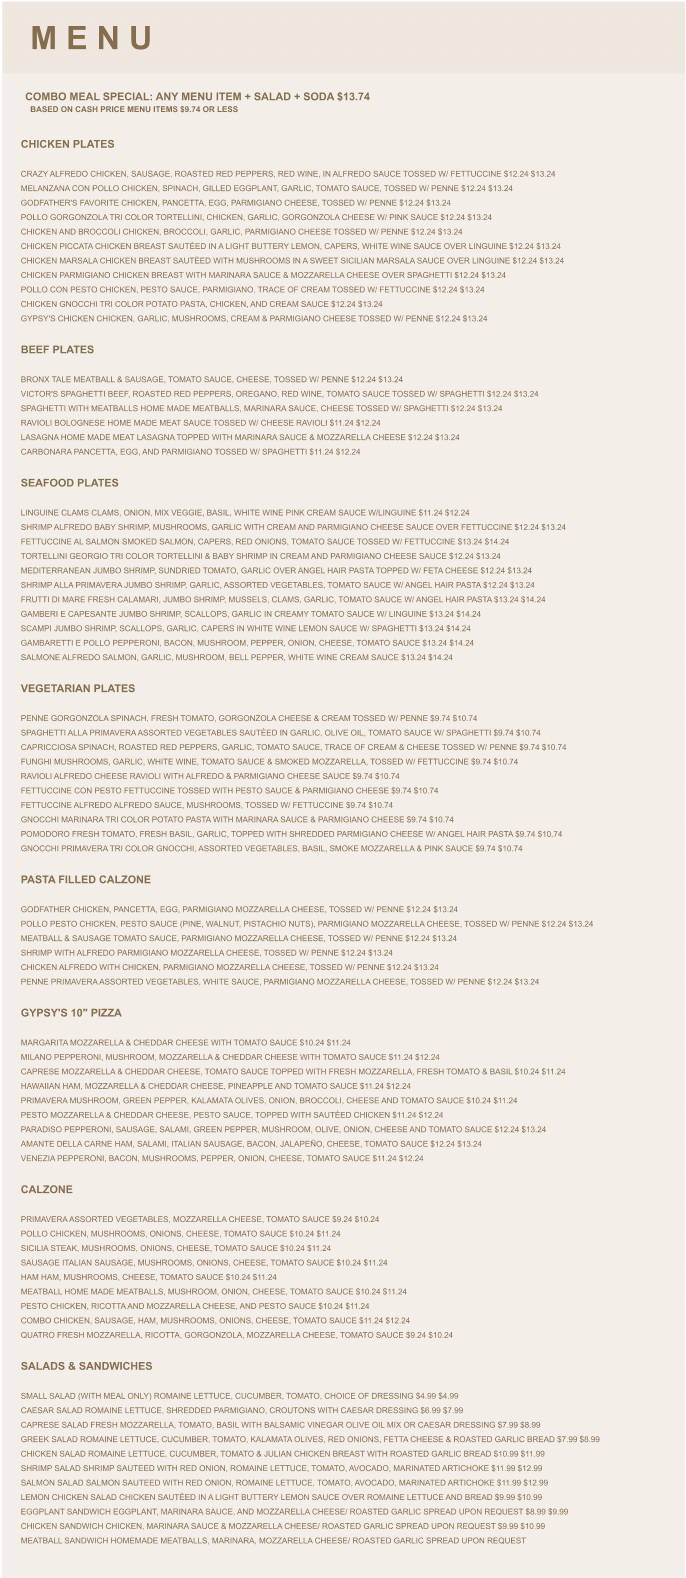 MENU
COMBO MEAL SPECIAL: ANY MENU ITEM + SALAD + SODA $13.74
BASED ON CASH PRICE MENU ITEMS $9.74 OR LESS
CHICKEN PLATES
CRAZY ALFREDO CHICKEN, SAUSAGE, ROASTED RED PEPPERS, RED WINE, IN ALFREDO SAUCE TOSSED W/ FETTUCCINE $12.24 $13.24
MELANZANA CON POLLO CHICKEN, SPINACH, GILLED EGGPLANT, GARLIC, TOMATO SAUCE, TOSSED W/ PENNE $12.24 $13.24
GODFATHER'S FAVORITE CHICKEN, PANCETTA, EGG, PARMIGIANO CHEESE, TOSSED W/ PENNE $12.24 $13.24
POLLO GORGONZOLA TRI COLOR TORTELLINI, CHICKEN, GARLIC, GORGONZOLA CHEESE W/ PINK SAUCE $12.24 $13.24
CHICKEN AND BROCCOLI CHICKEN, BROCCOLI, GARLIC, PARMIGIANO CHEESE TOSSED W/ PENNE $12.24 $13.24
CHICKEN PICCATA CHICKEN BREAST SAUTÉED IN A LIGHT BUTTERY LEMON, CAPERS, WHITE WINE SAUCE OVER LINGUINE $12.24 $13.24
CHICKEN MARSALA CHICKEN BREAST SAUTÉED WITH MUSHROOMS IN A SWEET SICILIAN MARSALA SAUCE OVER LINGUINE $12.24 $13.24
CHICKEN PARMIGIANO CHICKEN BREAST WITH MARINARA SAUCE & MOZZARELLA CHEESE OVER SPAGHETTI $12.24 $13.24
POLLO CON PESTO CHICKEN, PESTO SAUCE, PARMIGIANO, TRACE OF CREAM TOSSED W/ FETTUCCINE $12.24 $13.24
CHICKEN GNOCCHI TRI COLOR POTATO PASTA, CHICKEN, AND CREAM SAUCE $12.24 $13.24
GYPSY'S CHICKEN CHICKEN, GARLIC, MUSHROOMS, CREAM & PARMIGIANO CHEESE TOSSED W/ PENNE $12.24 $13.24
BEEF PLATES
BRONX TALE MEATBALL & SAUSAGE, TOMATO SAUCE, CHEESE, TOSSED W/ PENNE $12.24 $13.24
VICTOR'S SPAGHETTI BEEF, ROASTED RED PEPPERS, OREGANO, RED WINE, TOMATO SAUCE TOSSED W/ SPAGHETTI $12.24 $13.24
SPAGHETTI WITH MEATBALLS HOME MADE MEATBALLS, MARINARA SAUCE, CHEESE TOSSED W/ SPAGHETTI $12.24 $13.24
RAVIOLI BOLOGNESE HOME MADE MEAT SAUCE TOSSED W/ CHEESE RAVIOLI $11.24 $12.24
LASAGNA HOME MADE MEAT LASAGNA TOPPED WITH MARINARA SAUCE & MOZZARELLA CHEESE $12.24 $13.24
CARBONARA PANCETTA, EGG, AND PARMIGIANO TOSSED W/ SPAGHETTI $11.24 $12.24
SEAFOOD PLATES
LINGUINE CLAMS CLAMS, ONION, MIX VEGGIE, BASIL, WHITE WINE PINK CREAM SAUCE W/LINGUINE $11.24 $12.24
SHRIMP ALFREDO BABY SHRIMP, MUSHROOMS, GARLIC WITH CREAM AND PARMIGIANO CHEESE SAUCE OVER FETTUCCINE $12.24 $13.24
FETTUCCINE AL SALMON SMOKED SALMON, CAPERS, RED ONIONS, TOMATO SAUCE TOSSED W/ FETTUCCINE $13.24 $14.24
TORTELLINI GEORGIO TRI COLOR TORTELLINI & BABY SHRIMP IN CREAM AND PARMIGIANO CHEESE SAUCE $12.24 $13.24
MEDITERRANEAN JUMBO SHRIMP, SUNDRIED TOMATO, GARLIC OVER ANGEL HAIR PASTA TOPPED W/ FETA CHEESE $12.24 $13.24
SHRIMP ALLA PRIMAVERA JUMBO SHRIMP, GARLIC, ASSORTED VEGETABLES, TOMATO SAUCE W/ ANGEL HAIR PASTA $12.24 $13.24
FRUTTI DI MARE FRESH CALAMARI, JUMBO SHRIMP, MUSSELS, CLAMS, GARLIC, TOMATO SAUCE W/ ANGEL HAIR PASTA $13.24 $14.24
GAMBERI E CAPESANTE JUMBO SHRIMP, SCALLOPS, GARLIC IN CREAMY TOMATO SAUCE W/ LINGUINE $13.24 $14.24
SCAMPI JUMBO SHRIMP, SCALLOPS, GARLIC, CAPERS IN WHITE WINE LEMON SAUCE W/ SPAGHETTI $13.24 $14.24
GAMBARETTI E POLLO PEPPERONI, BACON, MUSHROOM, PEPPER, ONION, CHEESE, TOMATO SAUCE $13.24 $14.24
SALMONE ALFREDO SALMON, GARLIC, MUSHROOM, BELL PEPPER, WHITE WINE CREAM SAUCE $13.24 $14.24
VEGETARIAN PLATES
PENNE GORGONZOLA SPINACH, FRESH TOMATO, GORGONZOLA CHEESE & CREAM TOSSED W/ PENNE $9.74 $10.74
SPAGHETTI ALLA PRIMAVERA ASSORTED VEGETABLES SAUTÉED IN GARLIC, OLIVE OIL, TOMATO SAUCE W/ SPAGHETTI $9.74 $10.74
CAPRICCIOSA SPINACH, ROASTED RED PEPPERS, GARLIC, TOMATO SAUCE, TRACE OF CREAM & CHEESE TOSSED W/ PENNE $9.74 $10.74
FUNGHI MUSHROOMS, GARLIC, WHITE WINE, TOMATO SAUCE & SMOKED MOZZARELLA, TOSSED W/ FETTUCCINE $9.74 $10.74
RAVIOLI ALFREDO CHEESE RAVIOLI WITH ALFREDO & PARMIGIANO CHEESE SAUCE $9.74 $10.74
FETTUCCINE CON PESTO FETTUCCINE TOSSED WITH PESTO SAUCE & PARMIGIANO CHEESE $9.74 $10.74
FETTUCCINE ALFREDO ALFREDO SAUCE, MUSHROOMS, TOSSED W/ FETTUCCINE $9.74 $10.74
GNOCCHI MARINARA TRI COLOR POTATO PASTA WITH MARINARA SAUCE & PARMIGIANO CHEESE $9.74 $10.74
POMODORO FRESH TOMATO, FRESH BASIL, GARLIC, TOPPED WITH SHREDDED PARMIGIANO CHEESE W/ ANGEL HAIR PASTA $9.74 $10.74
GNOCCHI PRIMAVERA TRI COLOR GNOCCHI, ASSORTED VEGETABLES, BASIL, SMOKE MOZZARELLA & PINK SAUCE $9.74 $10.74
PASTA FILLED CALZONE
GODFATHER CHICKEN, PANCETTA, EGG, PARMIGIANO MOZZARELLA CHEESE, TOSSED W/ PENNE $12.24 $13.24
POLLO PESTO CHICKEN, PESTO SAUCE (PINE, WALNUT, PISTACHIO NUTS), PARMIGIANO MOZZARELLA CHEESE, TOSSED W/ PENNE $12.24 $13.24
MEATBALL & SAUSAGE TOMATO SAUCE, PARMIGIANO MOZZARELLA CHEESE, TOSSED W/ PENNE $12.24 $13.24
SHRIMP WITH ALFREDO PARMIGIANO MOZZARELLA CHEESE, TOSSED W/ PENNE $12.24 $13.24
CHICKEN ALFREDO WITH CHICKEN, PARMIGIANO MOZZARELLA CHEESE, TOSSED W/ PENNE $12.24 $13.24
PENNE PRIMAVERA ASSORTED VEGETABLES, WHITE SAUCE, PARMIGIANO MOZZARELLA CHEESE, TOSSED W/ PENNE $12.24 $13.24
GYPSY'S 10″ PIZZA
MARGARITA MOZZARELLA & CHEDDAR CHEESE WITH TOMATO SAUCE $10.24 $11.24
MILANO PEPPERONI, MUSHROOM, MOZZARELLA & CHEDDAR CHEESE WITH TOMATO SAUCE $11.24 $12.24
CAPRESE MOZZARELLA & CHEDDAR CHEESE, TOMATO SAUCE TOPPED WITH FRESH MOZZARELLA, FRESH TOMATO & BASIL $10.24 $11.24
HAWAIIAN HAM, MOZZARELLA & CHEDDAR CHEESE, PINEAPPLE AND TOMATO SAUCE $11.24 $12.24
PRIMAVERA MUSHROOM, GREEN PEPPER, KALAMATA OLIVES, ONION, BROCCOLI, CHEESE AND TOMATO SAUCE $10.24 $11.24
PESTO MOZZARELLA & CHEDDAR CHEESE, PESTO SAUCE, TOPPED WITH SAUTÉED CHICKEN $11.24 $12.24
PARADISO PEPPERONI, SAUSAGE, SALAMI, GREEN PEPPER, MUSHROOM, OLIVE, ONION, CHEESE AND TOMATO SAUCE $12.24 $13.24
AMANTE DELLA CARNE HAM, SALAMI, ITALIAN SAUSAGE, BACON, JALAPEÑO, CHEESE, TOMATO SAUCE $12.24 $13.24
VENEZIA PEPPERONI, BACON, MUSHROOMS, PEPPER, ONION, CHEESE, TOMATO SAUCE $11.24 $12.24
CALZONE
PRIMAVERA ASSORTED VEGETABLES, MOZZARELLA CHEESE, TOMATO SAUCE $9.24 $10.24
POLLO CHICKEN, MUSHROOMS, ONIONS, CHEESE, TOMATO SAUCE $10.24 $11.24
SICILIA STEAK, MUSHROOMS, ONIONS, CHEESE, TOMATO SAUCE $10.24 $11.24
SAUSAGE ITALIAN SAUSAGE, MUSHROOMS, ONIONS, CHEESE, TOMATO SAUCE $10.24 $11.24
HAM HAM, MUSHROOMS, CHEESE, TOMATO SAUCE $10.24 $11.24
MEATBALL HOME MADE MEATBALLS, MUSHROOM, ONION, CHEESE, TOMATO SAUCE $10.24 $11.24
PESTO CHICKEN, RICOTTA AND MOZZARELLA CHEESE, AND PESTO SAUCE $10.24 $11.24
COMBO CHICKEN, SAUSAGE, HAM, MUSHROOMS, ONIONS, CHEESE, TOMATO SAUCE $11.24 $12.24
QUATRO FRESH MOZZARELLA, RICOTTA, GORGONZOLA, MOZZARELLA CHEESE, TOMATO SAUCE $9.24 $10.24
SALADS & SANDWICHES
SMALL SALAD (WITH MEAL ONLY) ROMAINE LETTUCE, CUCUMBER, TOMATO, CHOICE OF DRESSING $4.99 $4.99
CAESAR SALAD ROMAINE LETTUCE, SHREDDED PARMIGIANO, CROUTONS WITH CAESAR DRESSING $6.99 $7.99
CAPRESE SALAD FRESH MOZZARELLA, TOMATO, BASIL WITH BALSAMIC VINEGAR OLIVE OIL MIX OR CAESAR DRESSING $7.99 $8.99
GREEK SALAD ROMAINE LETTUCE, CUCUMBER, TOMATO, KALAMATA OLIVES, RED ONIONS, FETTA CHEESE & ROASTED GARLIC BREAD $7.99 $8.99
CHICKEN SALAD ROMAINE LETTUCE, CUCUMBER, TOMATO & JULIAN CHICKEN BREAST WITH ROASTED GARLIC BREAD $10.99 $11.99
SHRIMP SALAD SHRIMP SAUTEED WITH RED ONION, ROMAINE LETTUCE, TOMATO, AVOCADO, MARINATED ARTICHOKE $11.99 $12.99
SALMON SALAD SALMON SAUTEED WITH RED ONION, ROMAINE LETTUCE, TOMATO, AVOCADO, MARINATED ARTICHOKE $11.99 $12.99
LEMON CHICKEN SALAD CHICKEN SAUTÉED IN A LIGHT BUTTERY LEMON SAUCE OVER ROMAINE LETTUCE AND BREAD $9.99 $10.99
EGGPLANT SANDWICH EGGPLANT, MARINARA SAUCE, AND MOZZARELLA CHEESE/ ROASTED GARLIC SPREAD UPON REQUEST $8.99 $9.99
CHICKEN SANDWICH CHICKEN, MARINARA SAUCE & MOZZARELLA CHEESE/ ROASTED GARLIC SPREAD UPON REQUEST $9.99 $10.99
MEATBALL SANDWICH HOMEMADE MEATBALLS, MARINARA, MOZZARELLA CHEESE/ ROASTED GARLIC SPREAD UPON REQUEST